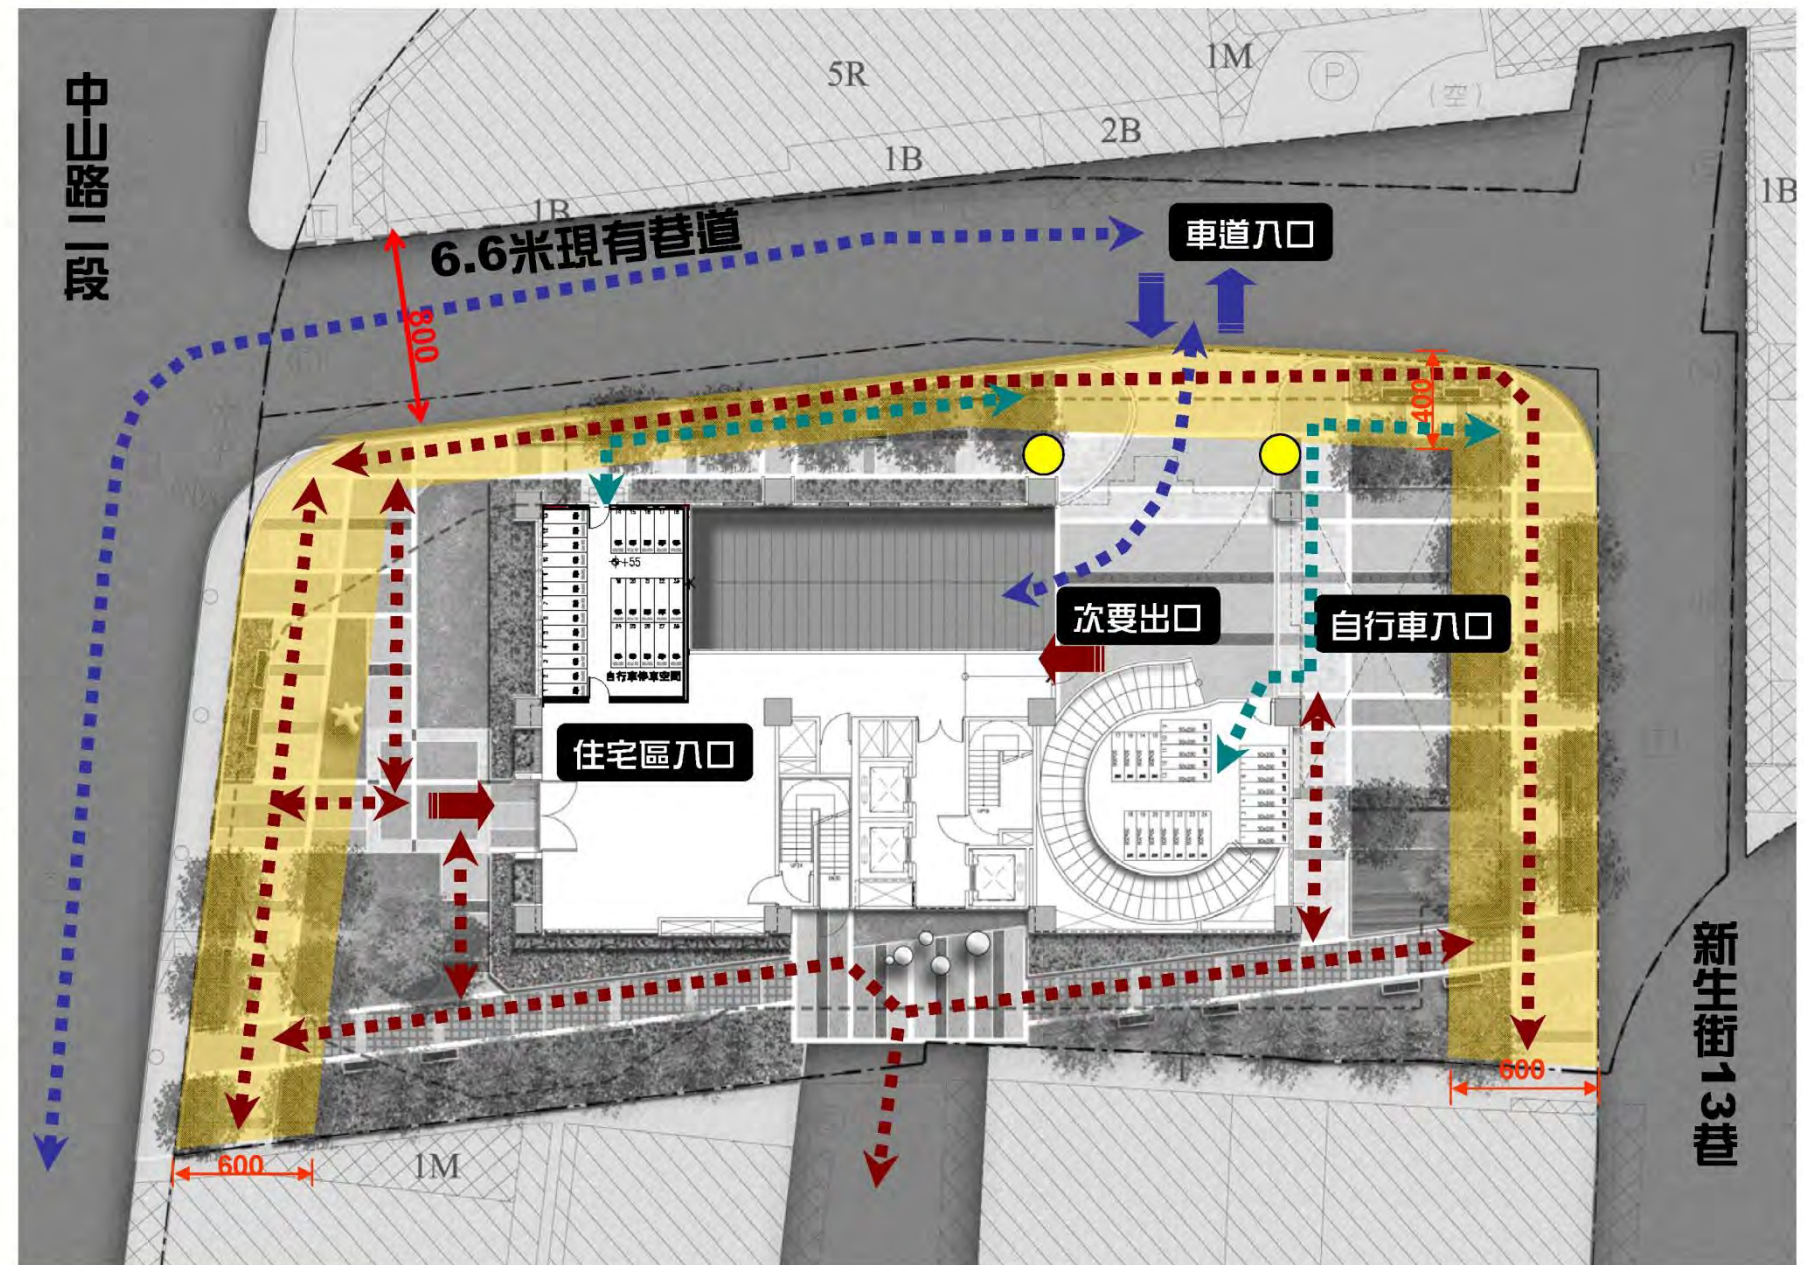 中山路二段
5R
1M
P
(空)
2B
1B
1B
1B
6.6米現有巷道
車道入口
800
400
+55
次要出口
自行車入口
自行車停車空間
住宅區入口
新生街13巷
600
600
1M